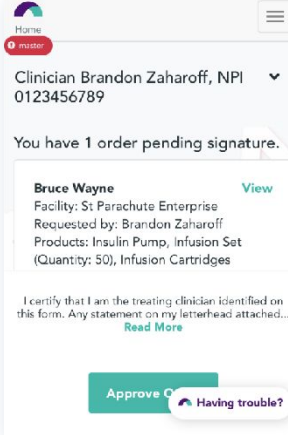 Home
master
Clinician Brandon Zaharoff, NPI
0123456789
You have 1 order pending signature.
Bruce Wayne View
Facility: St Parachute Enterprise
Requested by: Brandon Zaharoff
Products: Insulin Pump, Infusion Set
(Quantity: 50), Infusion Cartridges
I certify that I am the treating clinician identified on
this form. Any statement on my letterhead attached...
Read More
Approve
Having trouble?